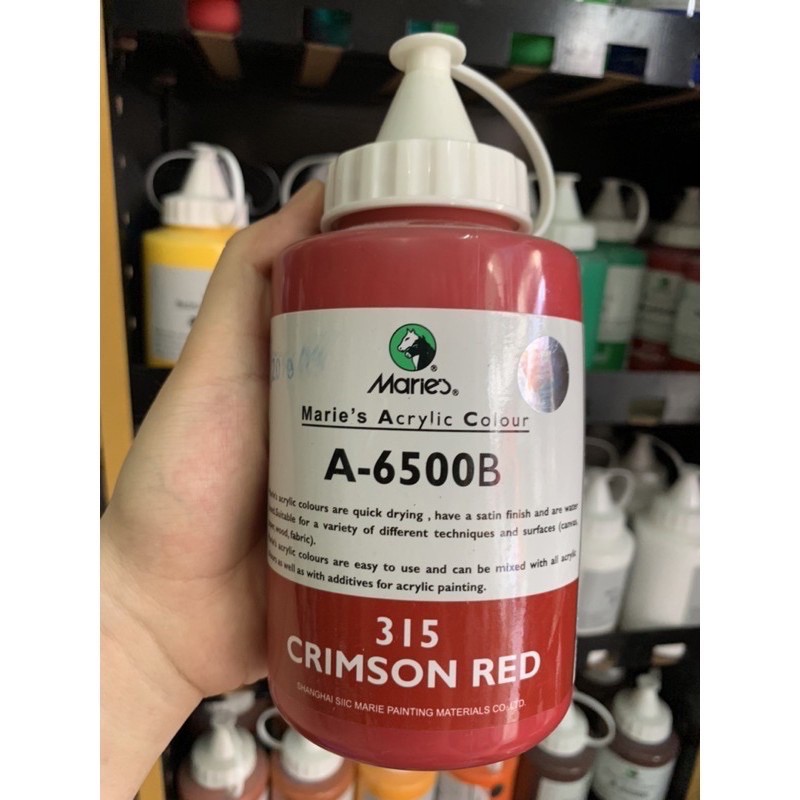 Marie's®
Marie's Acrylic Colour
A-6500B
acrylic colours are quick drying , have a satin finish and are water
Suitable for a variety of different techniques and surfaces (canvas,
wood, fabric).
acrylic colours are easy to use and can be mixed with all acrylic
as well as with additives for acrylic painting.
315
CRIMSON RED
SHANGHAI SIIC MARIE PAINTING MATERIALS CO.,LTD.